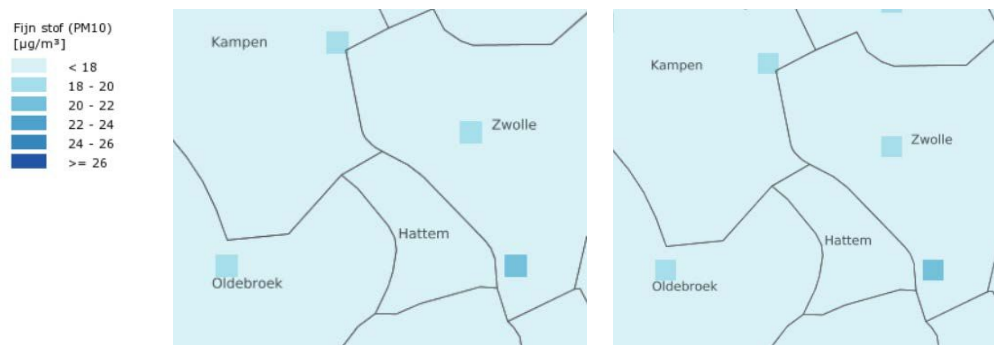 Fijn stof (PM10)
[µg/m³]
< 18
18 - 20
20 - 22
22 - 24
24 - 26
>= 26
Kampen
Zwolle
Hattem
Oldebroek
Kampen
Zwolle
Hattem
Oldebroek